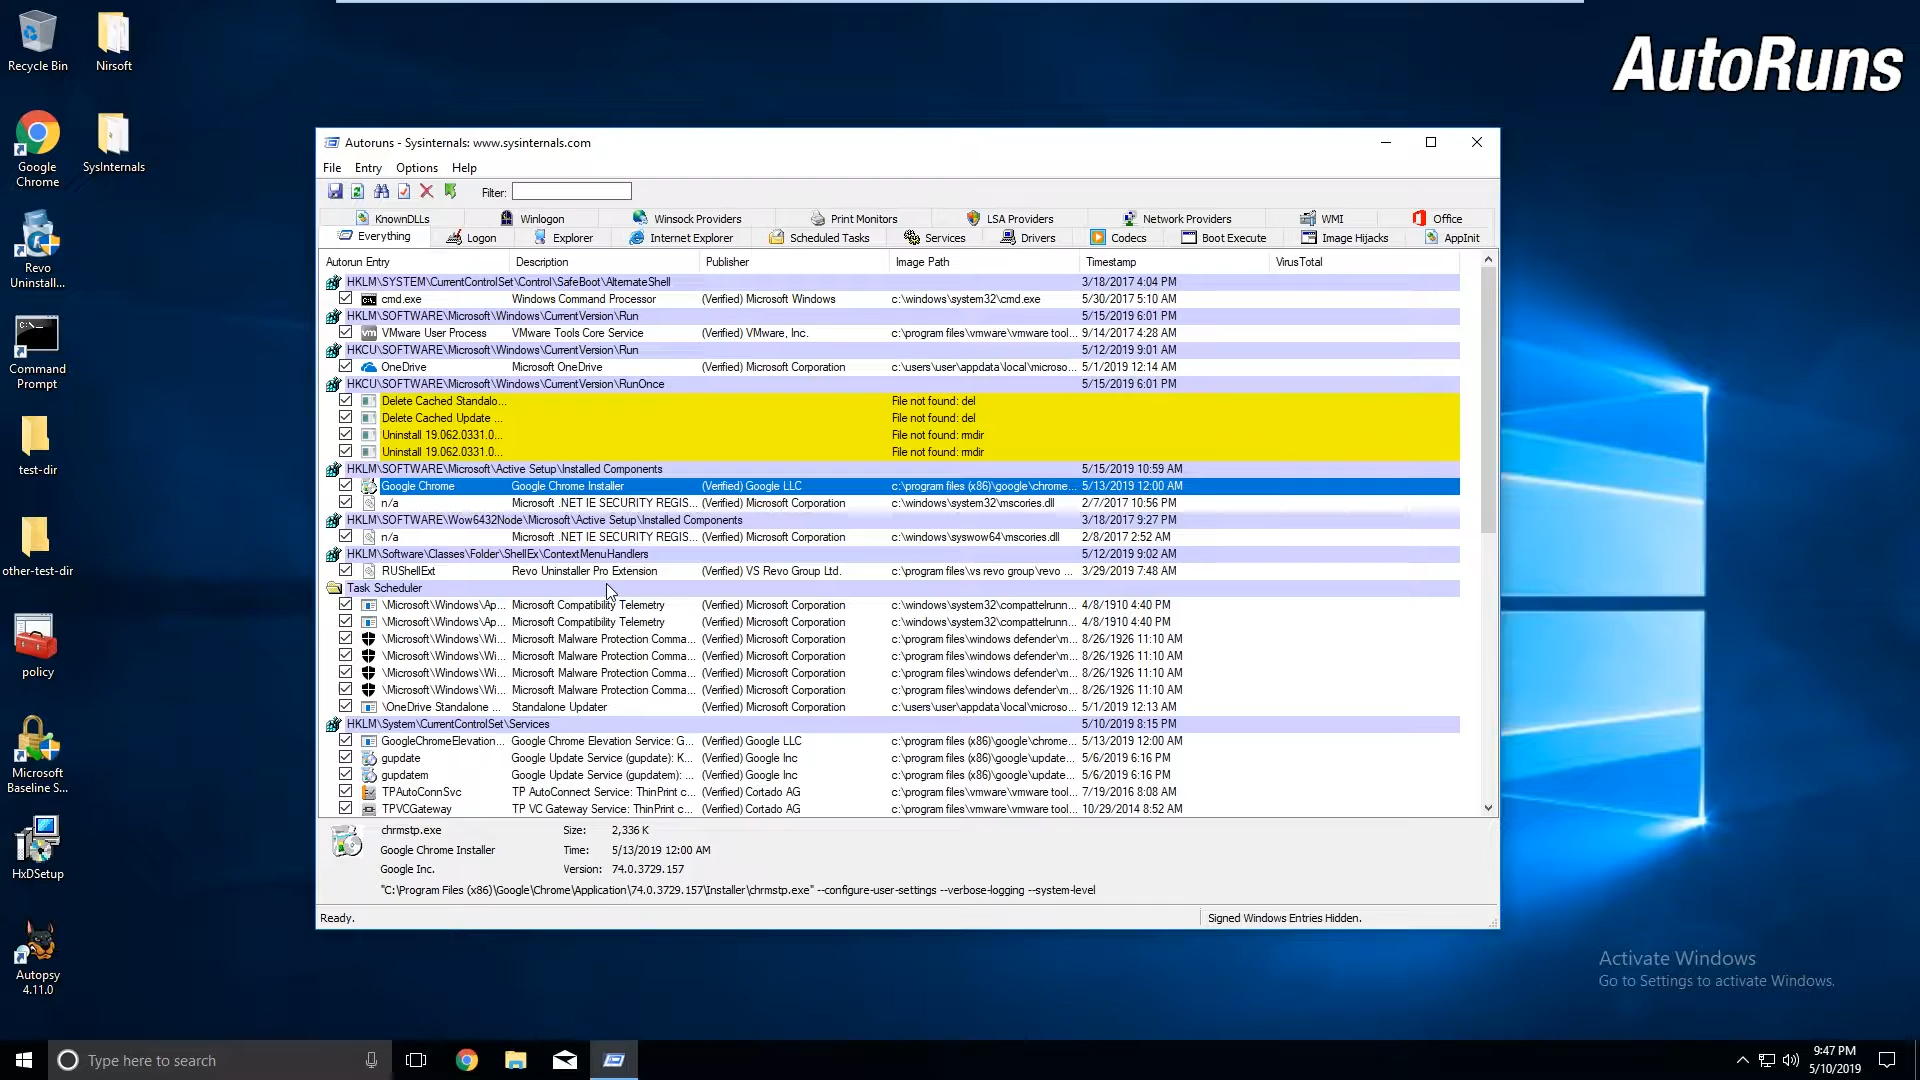 AutoRuns
Recycle Bin
Nirsoft
Google Chrome
SysInternals
Revo Uninstall...
Command Prompt
test-dir
other-test-dir
policy
Microsoft Baseline S...
HxDSetup
Autopsy 4.11.0
Autoruns - Sysinternals: www.sysinternals.com
File Entry Options Help
Filter:
KnownDLLs Winlogon Winsock Providers Print Monitors LSA Providers Network Providers WMI Office
Everything Logon Explorer Internet Explorer Scheduled Tasks Services Drivers Codecs Boot Execute Image Hijacks AppInit
Autorun Entry Description Publisher Image Path Timestamp VirusTotal
HKLM\SYSTEM\CurrentControlSet\Control\SafeBoot\AlternateShell 3/18/2017 4:04 PM
cmd.exe Windows Command Processor (Verified) Microsoft Windows c:\windows\system32\cmd.exe 5/30/2017 5:10 AM
HKLM\SOFTWARE\Microsoft\Windows\CurrentVersion\Run 5/15/2019 6:01 PM
VMware User Process VMware Tools Core Service (Verified) VMware, Inc. c:\program files\vmware\vmware tool... 9/14/2017 4:28 AM
HKCU\SOFTWARE\Microsoft\Windows\CurrentVersion\Run 5/12/2019 9:01 AM
OneDrive Microsoft OneDrive (Verified) Microsoft Corporation c:\users\user\appdata\local\microso... 5/1/2019 12:14 AM
HKCU\SOFTWARE\Microsoft\Windows\CurrentVersion\RunOnce 5/15/2019 6:01 PM
Delete Cached Standalo... File not found: del
Delete Cached Update ... File not found: del
Uninstall 19.062.0331.0... File not found: rmdir
Uninstall 19.062.0331.0... File not found: rmdir
HKLM\SOFTWARE\Microsoft\Active Setup\Installed Components 5/15/2019 10:59 AM
Google Chrome Google Chrome Installer (Verified) Google LLC c:\program files (x86)\google\chrome... 5/13/2019 12:00 AM
n/a Microsoft .NET IE SECURITY REGIS... (Verified) Microsoft Corporation c:\windows\system32\mscories.dll 2/7/2017 10:56 PM
HKLM\SOFTWARE\Wow6432Node\Microsoft\Active Setup\Installed Components 3/18/2017 9:27 PM
n/a Microsoft .NET IE SECURITY REGIS... (Verified) Microsoft Corporation c:\windows\syswow64\mscories.dll 2/8/2017 2:52 AM
HKLM\Software\Classes\Folder\ShellEx\ContextMenuHandlers 5/12/2019 9:02 AM
RUShellExt Revo Uninstaller Pro Extension (Verified) VS Revo Group Ltd. c:\program files\vs revo group\revo ... 3/29/2019 7:48 AM
Task Scheduler
\Microsoft\Windows\Ap... Microsoft Compatibility Telemetry (Verified) Microsoft Corporation c:\windows\system32\compattelrunn... 4/8/1910 4:40 PM
\Microsoft\Windows\Ap... Microsoft Compatibility Telemetry (Verified) Microsoft Corporation c:\windows\system32\compattelrunn... 4/8/1910 4:40 PM
\Microsoft\Windows\Wi... Microsoft Malware Protection Comma... (Verified) Microsoft Corporation c:\program files\windows defender\m... 8/26/1926 11:10 AM
\Microsoft\Windows\Wi... Microsoft Malware Protection Comma... (Verified) Microsoft Corporation c:\program files\windows defender\m... 8/26/1926 11:10 AM
\Microsoft\Windows\Wi... Microsoft Malware Protection Comma... (Verified) Microsoft Corporation c:\program files\windows defender\m... 8/26/1926 11:10 AM
\Microsoft\Windows\Wi... Microsoft Malware Protection Comma... (Verified) Microsoft Corporation c:\program files\windows defender\m... 8/26/1926 11:10 AM
\OneDrive Standalone ... Standalone Updater (Verified) Microsoft Corporation c:\users\user\appdata\local\microso... 5/1/2019 12:13 AM
HKLM\System\CurrentControlSet\Services 5/10/2019 8:15 PM
GoogleChromeElevation... Google Chrome Elevation Service: G... (Verified) Google LLC c:\program files (x86)\google\chrome... 5/13/2019 12:00 AM
gupdate Google Update Service (gupdate): K... (Verified) Google Inc c:\program files (x86)\google\update... 5/6/2019 6:16 PM
gupdatem Google Update Service (gupdatem): ... (Verified) Google Inc c:\program files (x86)\google\update... 5/6/2019 6:16 PM
TPAutoConnSvc TP AutoConnect Service: ThinPrint c... (Verified) Cortado AG c:\program files\vmware\vmware tool... 7/19/2016 8:08 AM
TPVCGateway TP VC Gateway Service: ThinPrint c... (Verified) Cortado AG c:\program files\vmware\vmware tool... 10/29/2014 8:52 AM
chrmstp.exe Size: 2,336 K
Google Chrome Installer Time: 5/13/2019 12:00 AM
Google Inc. Version: 74.0.3729.157
"C:\Program Files (x86)\Google\Chrome\Application\74.0.3729.157\Installer\chrmstp.exe" --configure-user-settings --verbose-logging --system-level
Ready. Signed Windows Entries Hidden.
Activate Windows
Go to Settings to activate Windows.
Type here to search
9:47 PM
5/10/2019